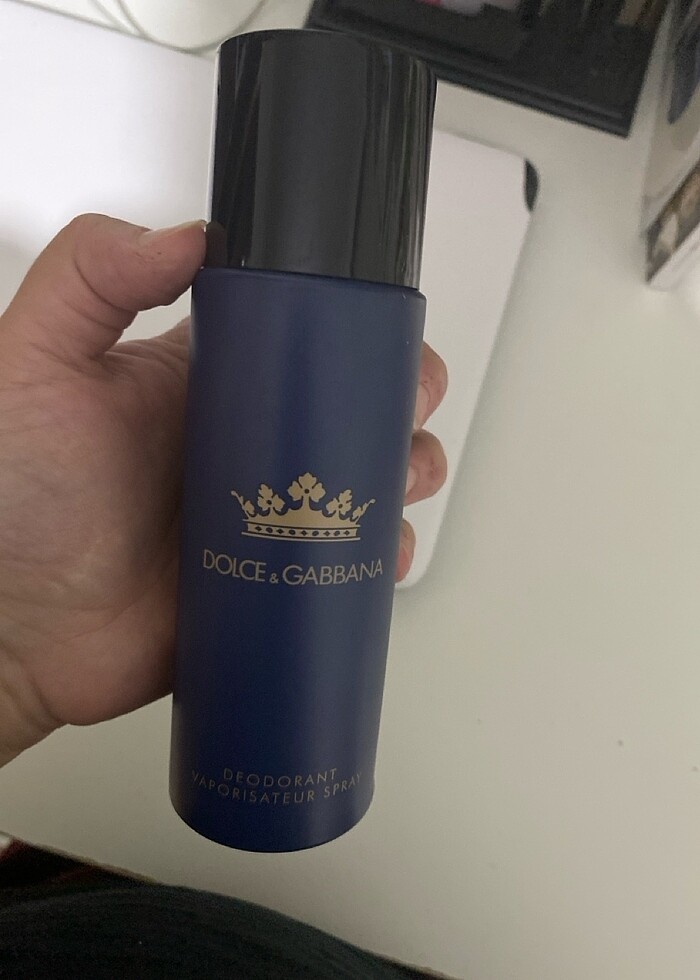 DOLCE & GABBANA
DEODORANT
VAPORISATEUR SPRAY